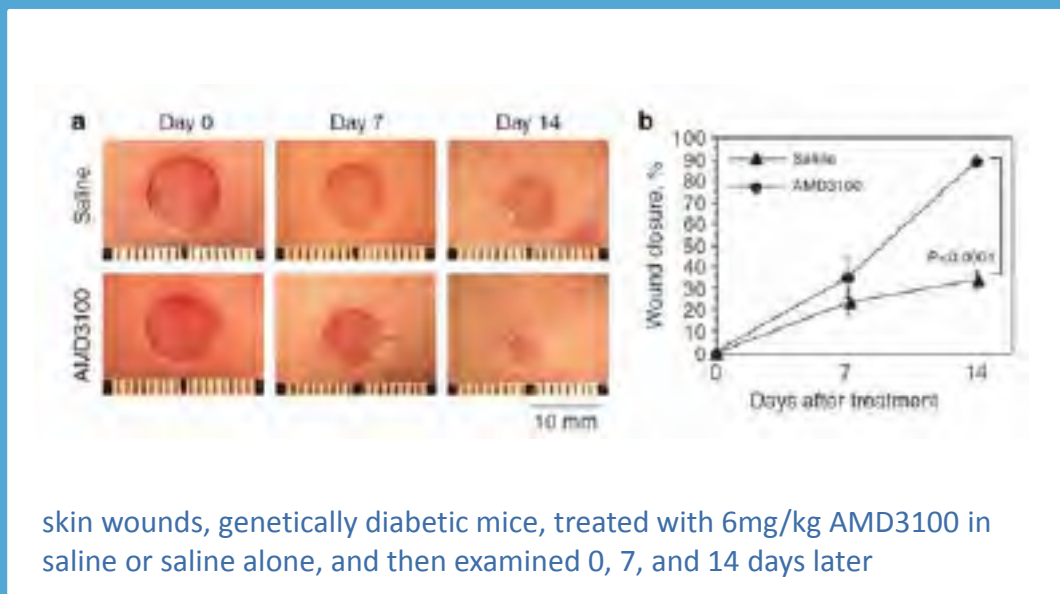 a
Day 0
Day 7
Day 14
Saline
AMD3100
10 mm
b
Wound closure, %
100
90
80
70
60
50
40
30
20
10
0
Saline
AMD3100
P<0.0001
0
7
14
Days after treatment
skin wounds, genetically diabetic mice, treated with 6mg/kg AMD3100 in
saline or saline alone, and then examined 0, 7, and 14 days later